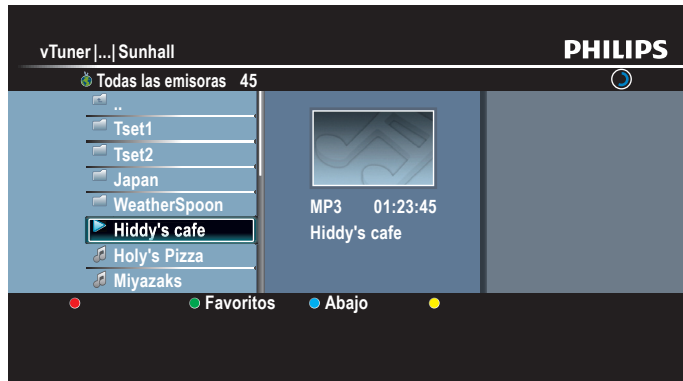 vTuner|...| Sunhall
PHILIPS
Todas las emisoras 45
..
Tset1
Tset2
Japan
WeatherSpoon
Hiddy's cafe
Holy's Pizza
Miyazaks
MP3 01:23:45
Hiddy's cafe
Favoritos Abajo